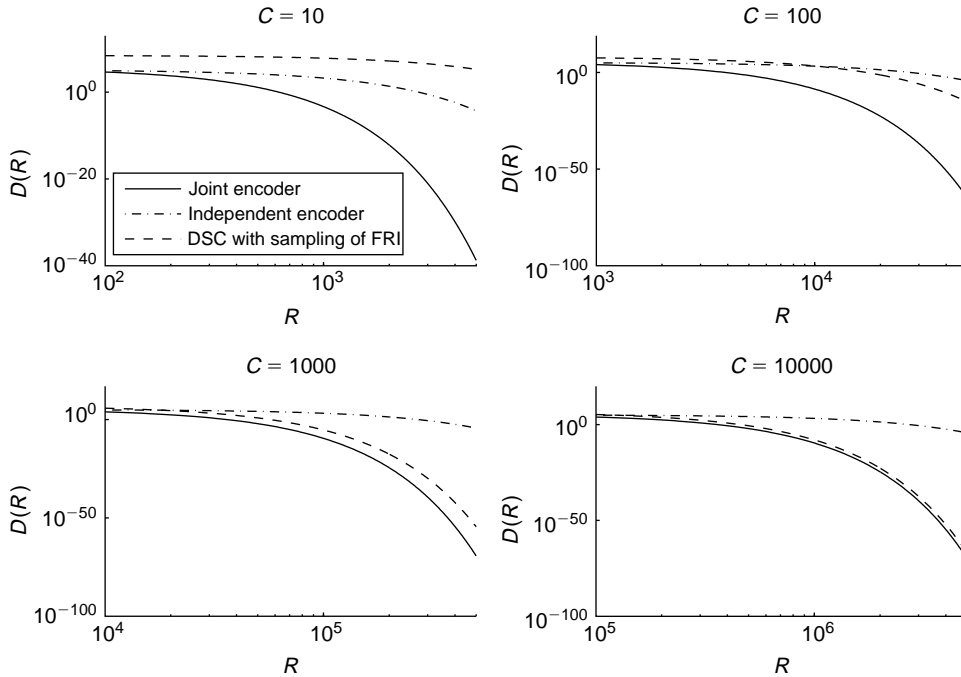 C = 10
10^0
10^−20
10^−40
D(R)
Joint encoder
Independent encoder
DSC with sampling of FRI
10^2
10^3
R
C = 100
10^0
10^−50
10^−100
D(R)
10^3
10^4
R
C = 1000
10^0
10^−50
10^−100
D(R)
10^4
10^5
R
C = 10000
10^0
10^−50
10^−100
D(R)
10^5
10^6
R